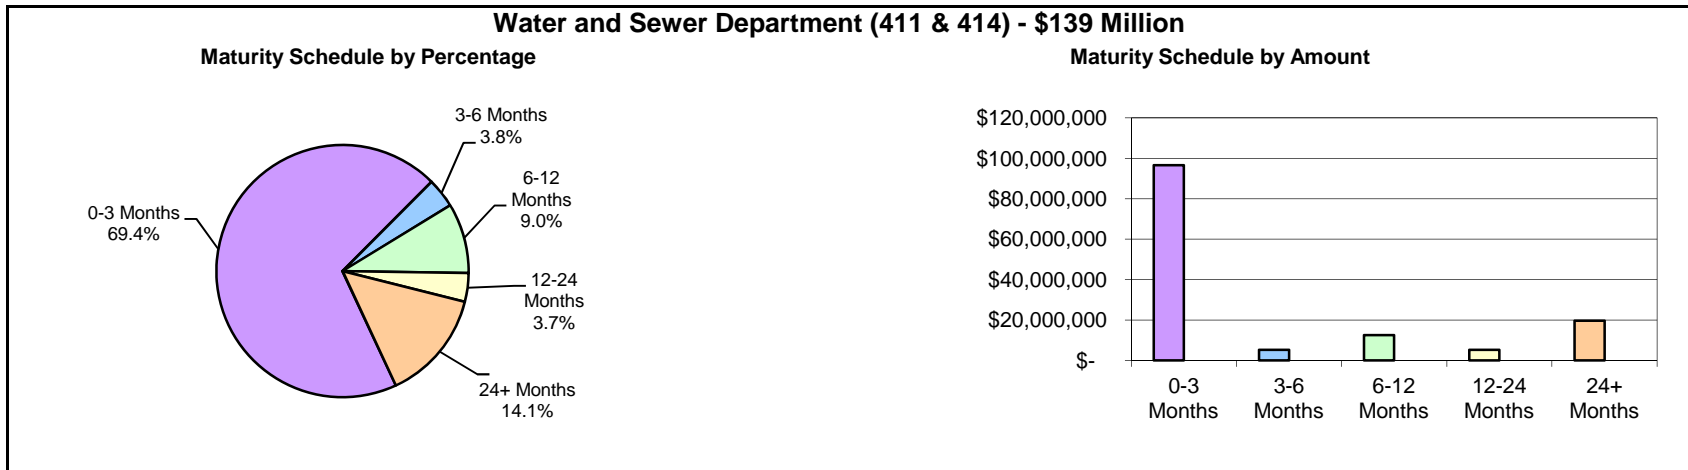 Water and Sewer Department (411 & 414) - $139 Million
Maturity Schedule by Percentage
3-6 Months
3.8%
6-12
Months
9.0%
0-3 Months
69.4%
12-24
Months
3.7%
24+ Months
14.1%
Maturity Schedule by Amount
$120,000,000
$100,000,000
$80,000,000
$60,000,000
$40,000,000
$20,000,000
$-
0-3
Months
3-6
Months
6-12
Months
12-24
Months
24+
Months